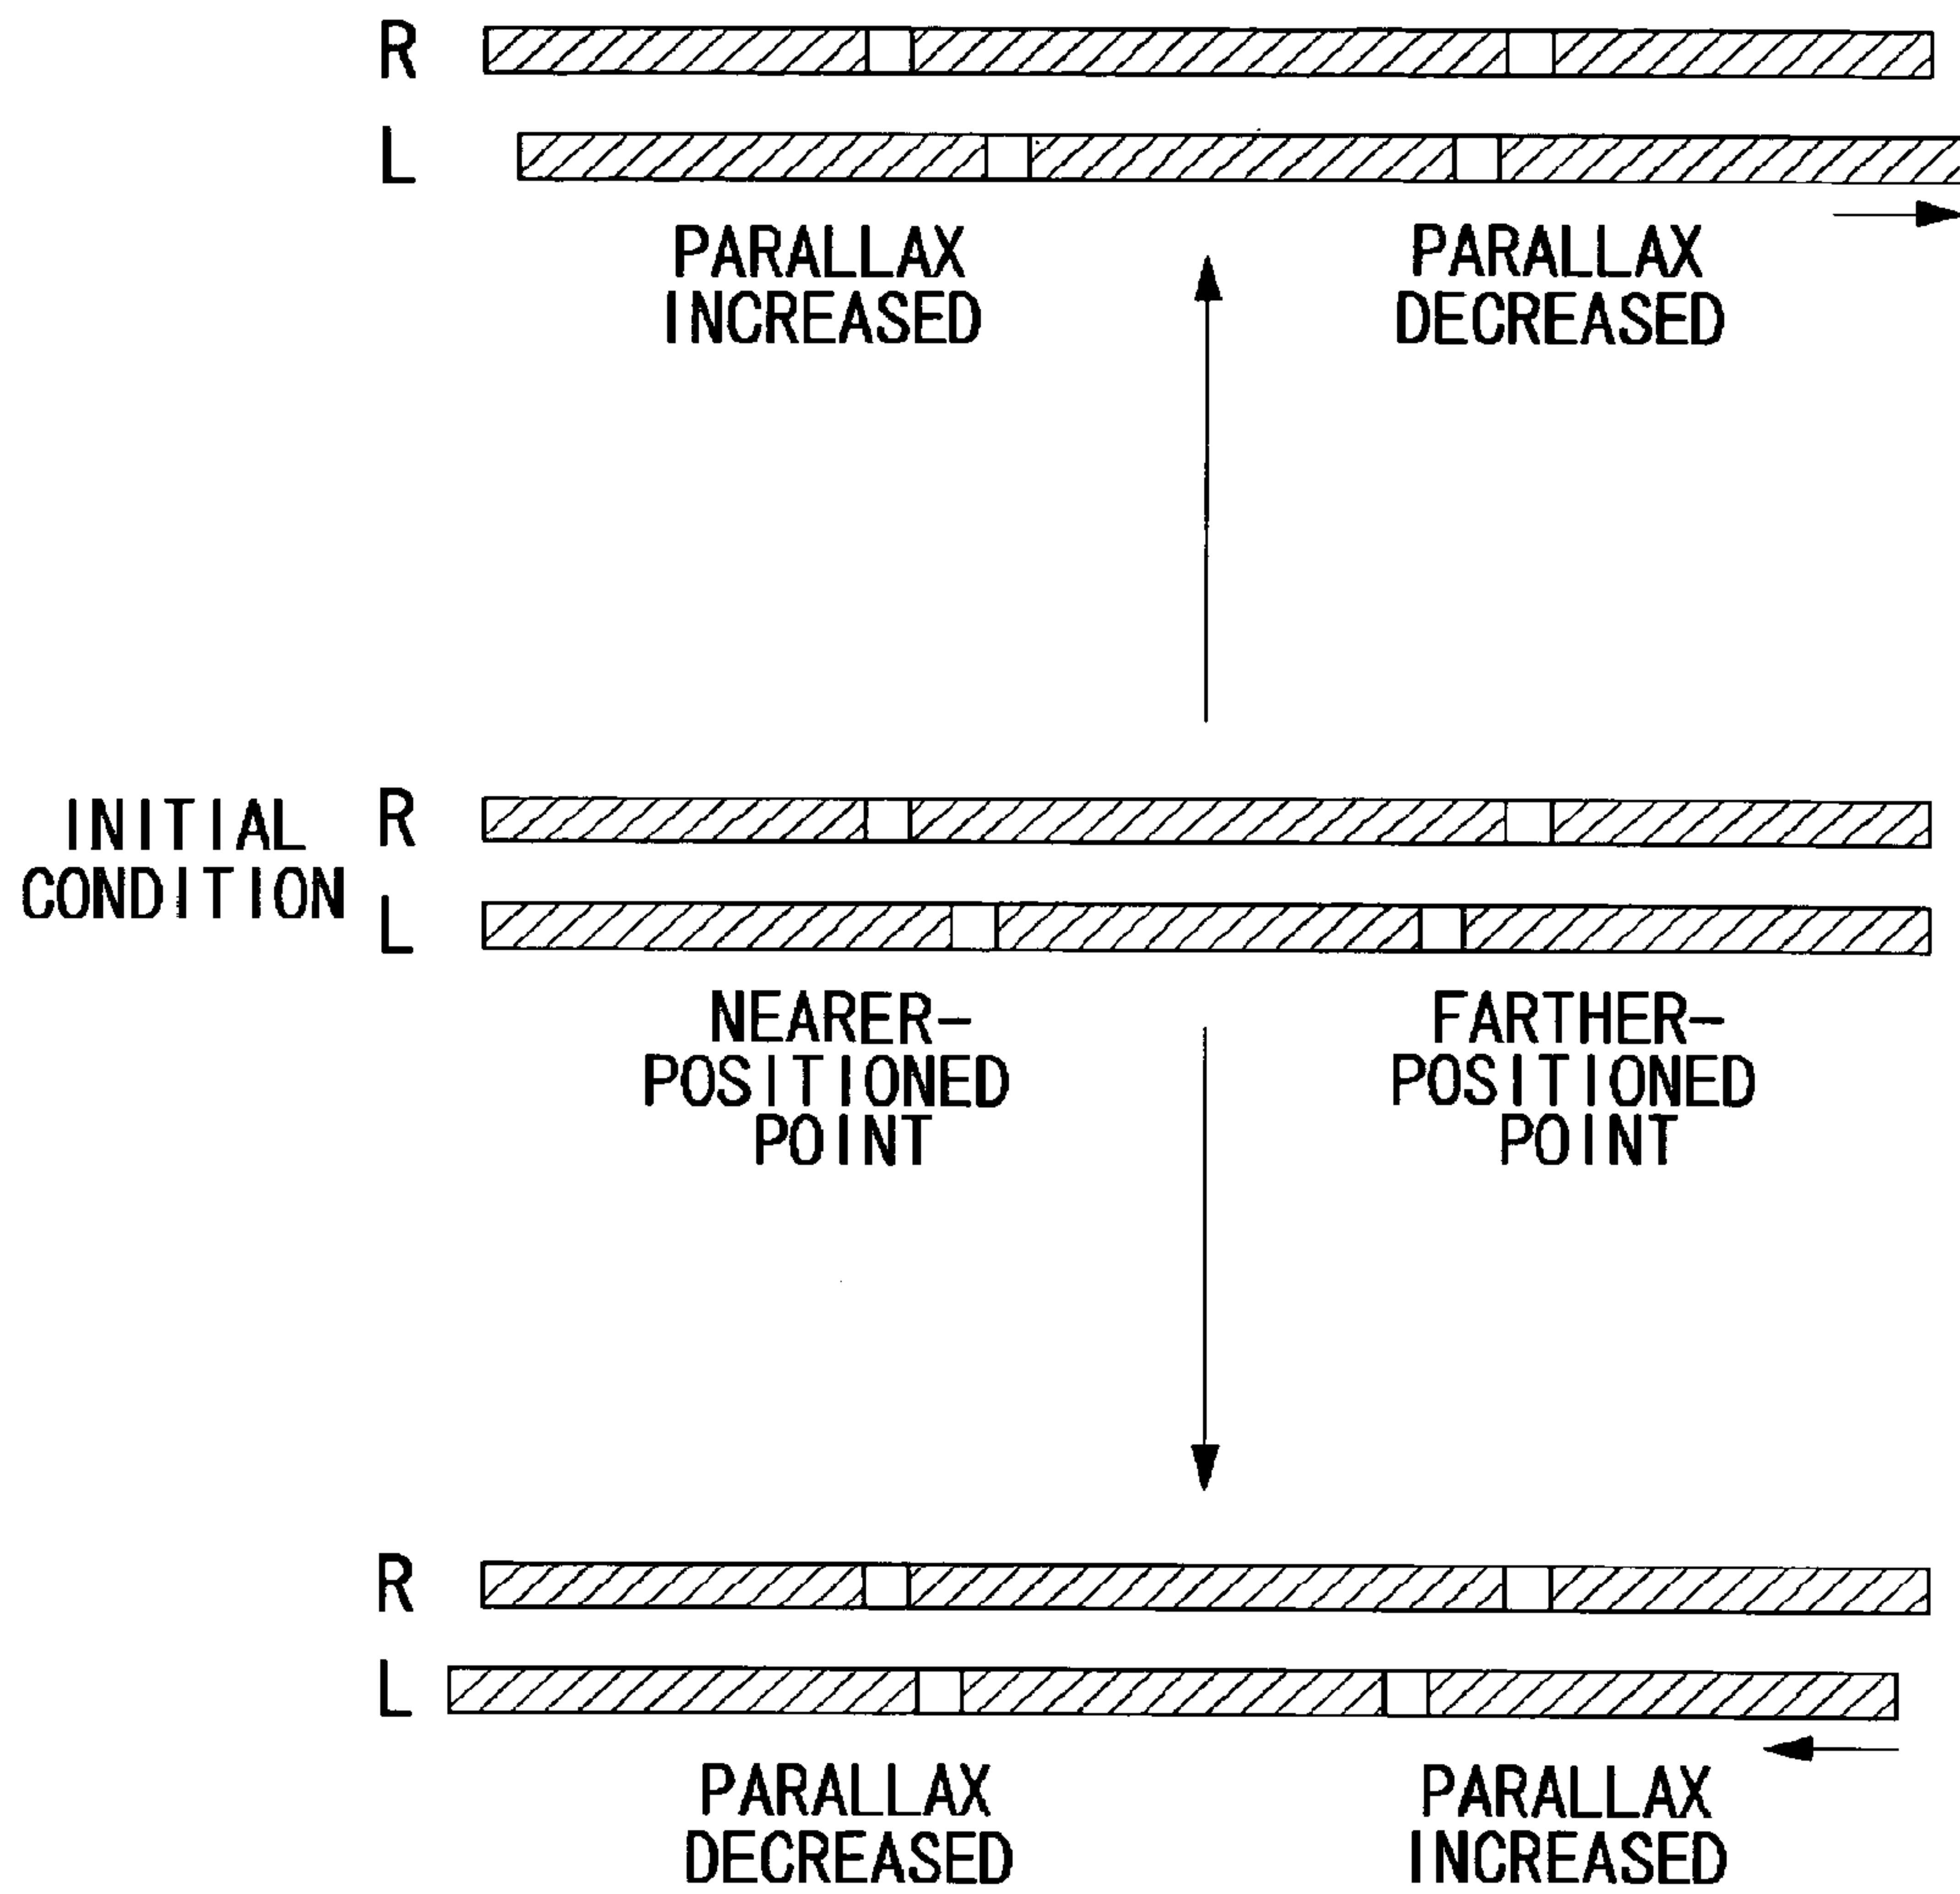 R
L
PARALLAX
INCREASED
PARALLAX
DECREASED
INITIAL
CONDITION
R
L
NEARER-
POSITIONED
POINT
FARTHER-
POSITIONED
POINT
R
L
PARALLAX
DECREASED
PARALLAX
INCREASED